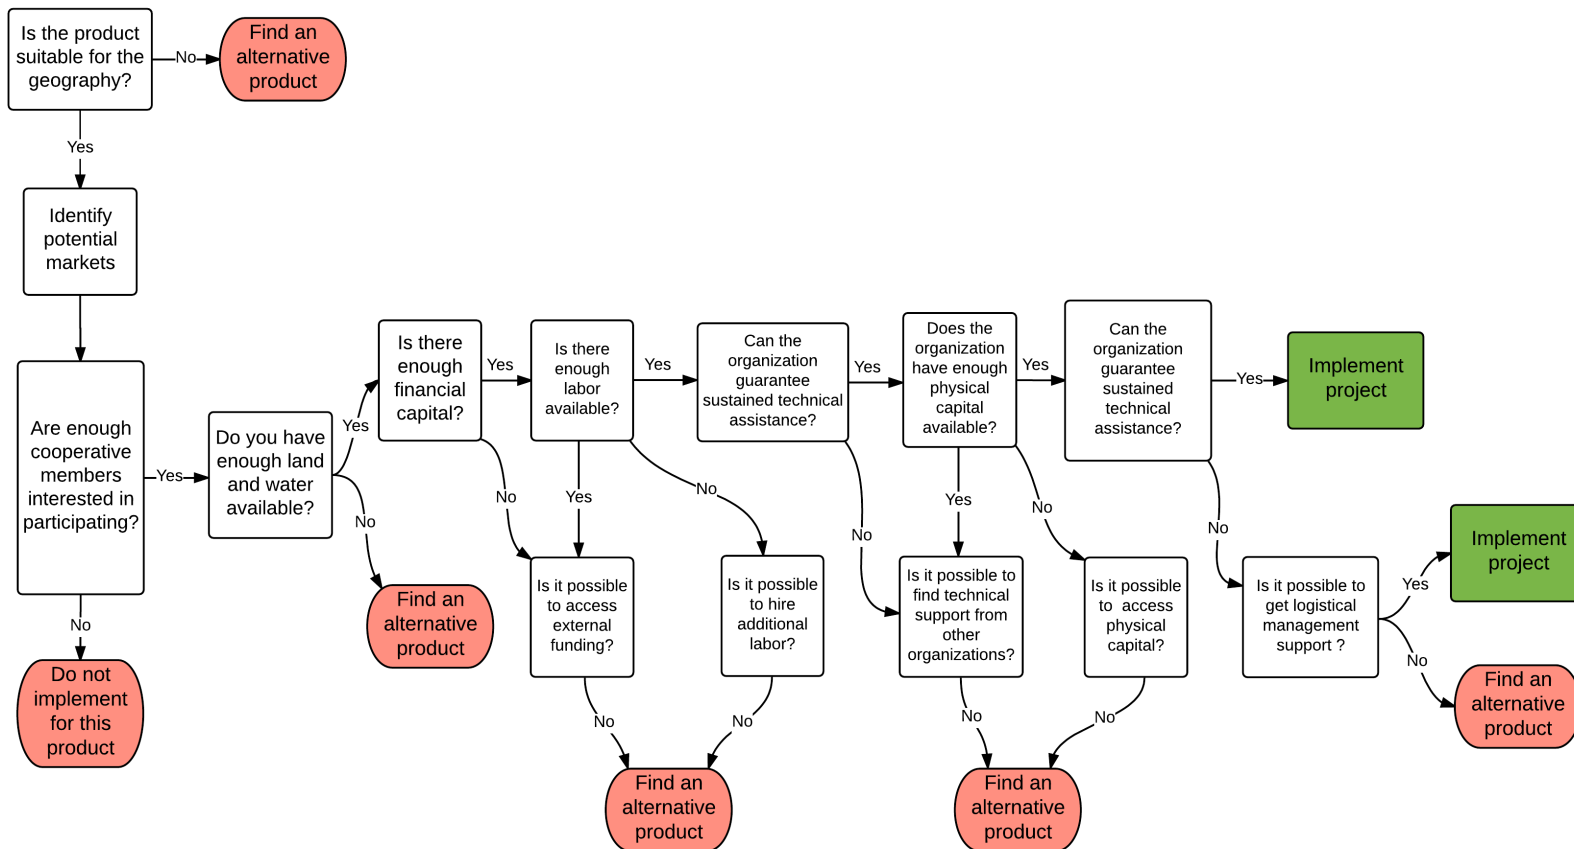 Is the product
suitable for the
geography?
No
Find an
alternative
product
Yes
Identify
potential
markets
Are enough
cooperative
members
interested in
participating?
Yes
No
Do not
implement
for this
product
Do you have
enough land
and water
available?
Yes
No
Find an
alternative
product
Is there
enough
financial
capital?
Yes
No
Is there
enough
labor
available?
Yes
Yes
No
Can the
organization
guarantee
sustained technical
assistance?
Yes
No
Does the
organization
have enough
physical
capital
available?
Yes
Yes
No
Can the
organization
guarantee
sustained
technical
assistance?
Yes
No
Implement
project
Is it possible
to access
external
funding?
No
Is it possible
to hire
additional
labor?
No
Find an
alternative
product
Is it possible to
find technical
support from
other
organizations?
No
Is it possible
to  access
physical
capital?
No
Find an
alternative
product
Is it possible to
get logistical
management
support ?
Yes
No
Implement
project
Find an
alternative
product